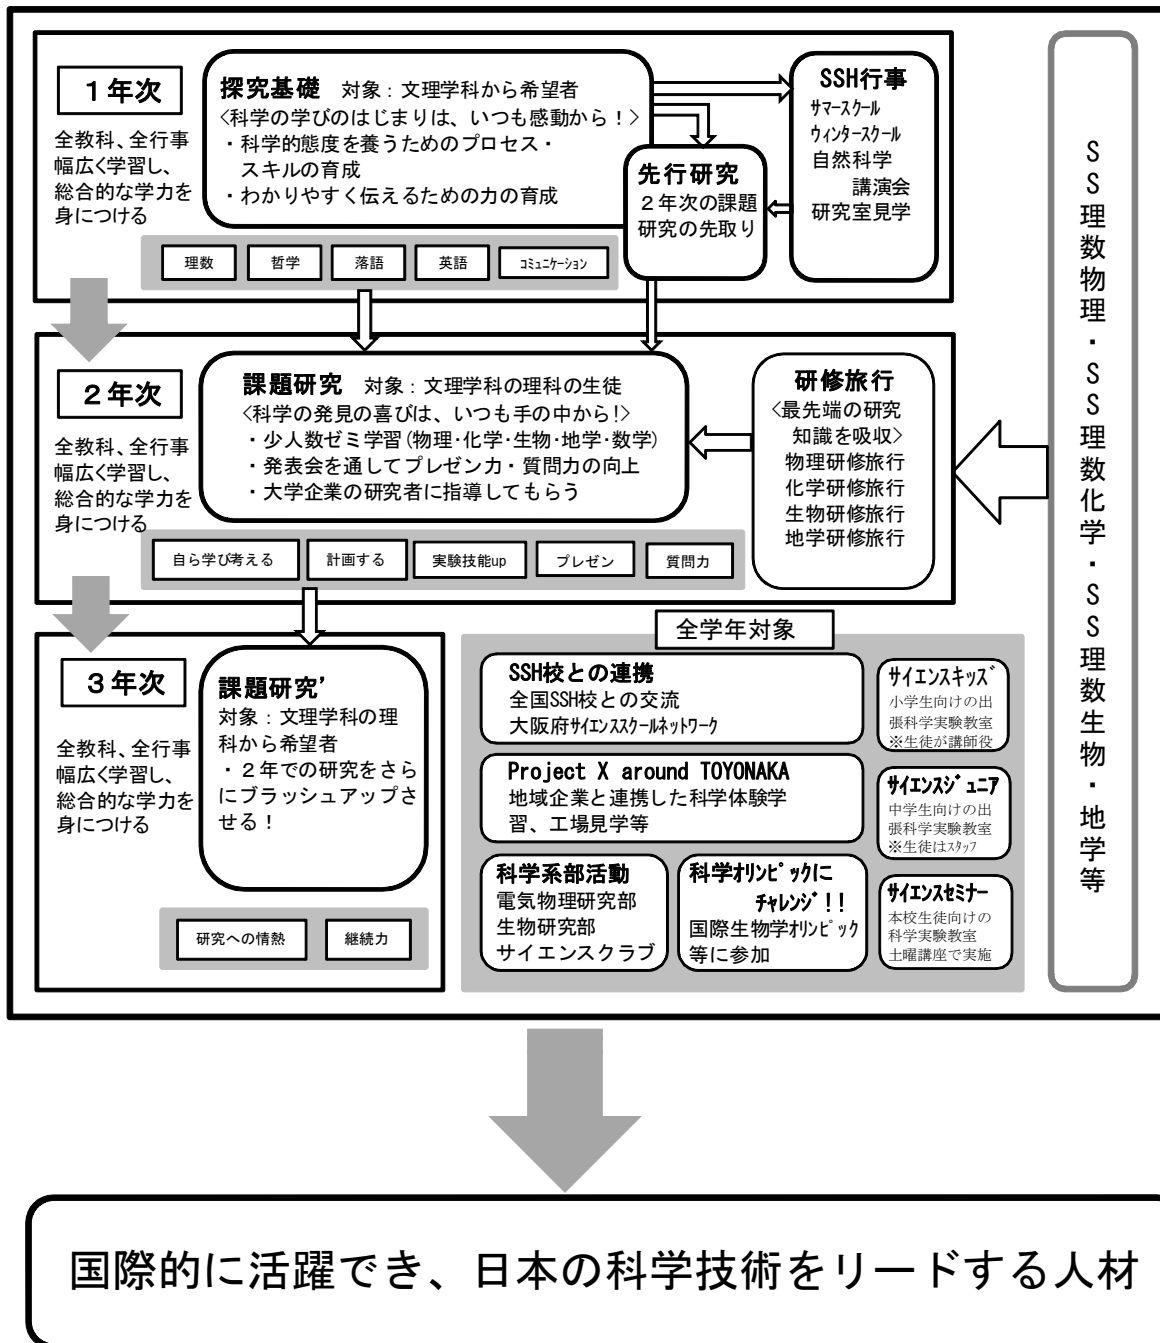 1年次
全教科、全行事
幅広く学習し、
総合的な学力を
身につける
探究基礎 対象：文理学科から希望者
<科学の学びのはじまりは、いつも感動から！>
・科学的態度を養うためのプロセス・
スキルの育成
・わかりやすく伝えるための力の育成
先行研究
２年次の課題
研究の先取り
SSH行事
ｻﾏｰｽｸｰﾙ
ｳｨﾝﾀｰｽｸｰﾙ
自然科学
講演会
研究室見学
理数
哲学
落語
英語
ｺﾐｭﾆｹｰｼｮﾝ
2年次
全教科、全行事
幅広く学習し、
総合的な学力を
身につける
課題研究 対象：文理学科の理科の生徒
<科学の発見の喜びは、いつも手の中から!>
・少人数ゼミ学習(物理･化学･生物･地学･数学)
・発表会を通してプレゼン力・質問力の向上
・大学企業の研究者に指導してもらう
研修旅行
<最先端の研究
知識を吸収>
物理研修旅行
化学研修旅行
生物研修旅行
地学研修旅行
自ら学び考える
計画する
実験技能up
プレゼン
質問力
3年次
全教科、全行事
幅広く学習し、
総合的な学力を
身につける
課題研究’
対象：文理学科の理
科から希望者
・２年での研究をさら
にブラッシュアップさ
せる！
研究への情熱
継続力
全学年対象
SSH校との連携
全国SSH校との交流
大阪府ｻｲｴﾝｽｽｸｰﾙﾈｯﾄﾜｰｸ
Project X around TOYONAKA
地域企業と連携した科学体験学
習、工場見学等
科学系部活動
電気物理研究部
生物研究部
サイエンスクラブ
科学ｵﾘﾝﾋﾟｯｸに
ﾁｬﾚﾝｼﾞ!!
国際生物学ｵﾘﾝﾋﾟｯｸ
等に参加
ｻｲｴﾝｽｷｯｽﾞ
小学生向けの出
張科学実験教室
※生徒が講師役
ｻｲｴﾝｽｼﾞｭﾆｱ
中学生向けの出
張科学実験教室
※生徒はｽﾀｯﾌ
ｻｲｴﾝｽｾﾐﾅｰ
本校生徒向けの
科学実験教室
土曜講座で実施
ＳＳ理数物理・ＳＳ理数化学・ＳＳ理数生物・地学等
国際的に活躍でき、日本の科学技術をリードする人材